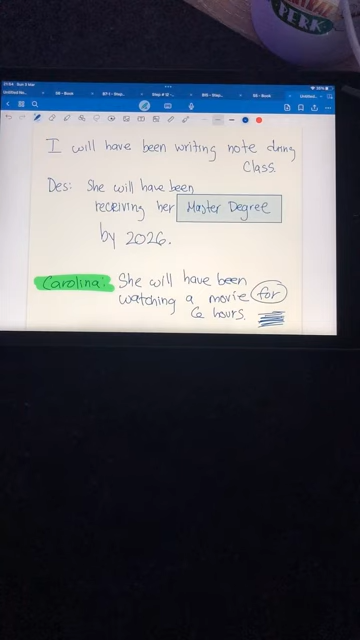 PERK
I will have been writing note during
Class.
Des: She will have been
receiving her Master Degree
by 2026.
Carolina: She will have been
watching a movie for
6 hours.